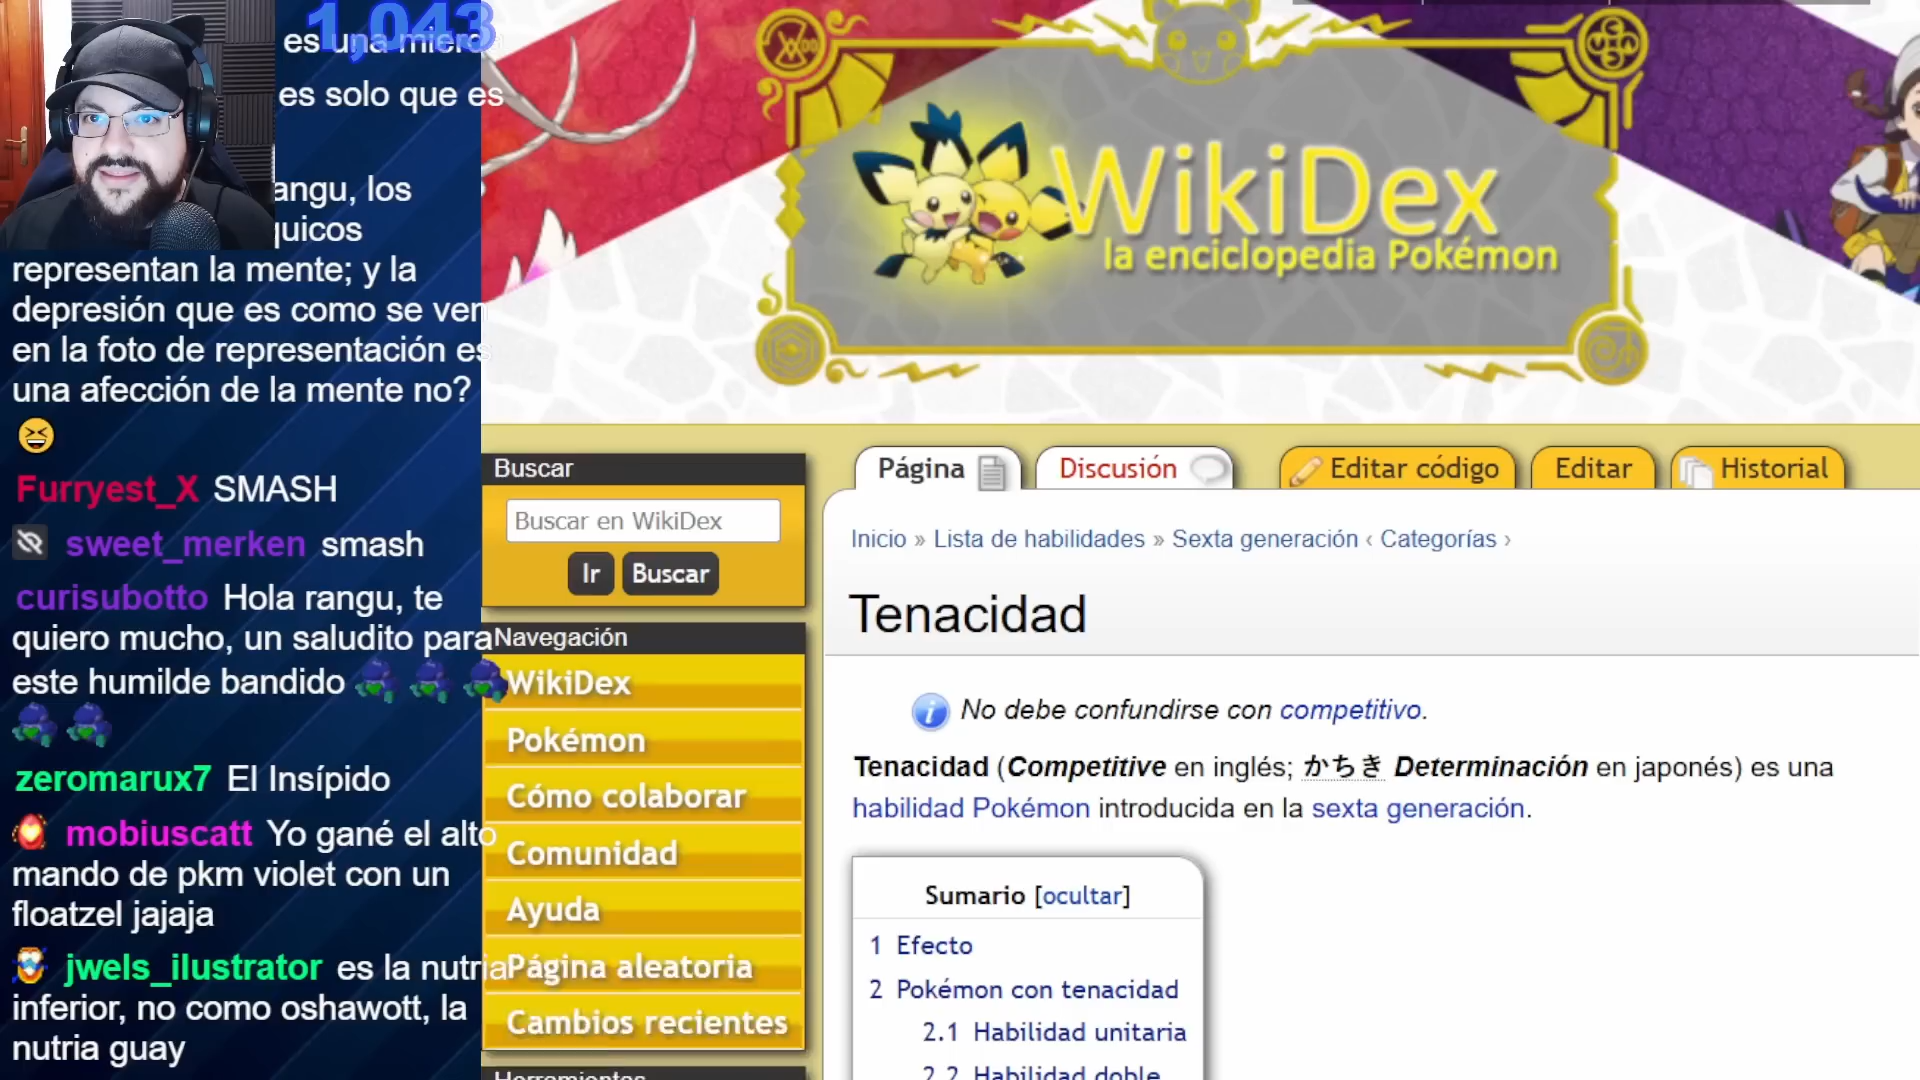 1,043
es una mierd
es solo que es
angu, los
quicos
representan la mente; y la
depresión que es como se ven
en la foto de representación es
una afección de la mente no?
Furryest_X SMASH
sweet_merken smash
curisubotto Hola rangu, te
quiero mucho, un saludito para
este humilde bandido
zeromarux7 El Insípido
mobiuscatt Yo gané el alto
mando de pkm violet con un
floatzel jajaja
jwels_ilustrator es la nutria
inferior, no como oshawott, la
nutria guay
WikiDex
la enciclopedia Pokémon
Buscar
Buscar en WikiDex
Ir Buscar
Navegación
WikiDex
Pokémon
Cómo colaborar
Comunidad
Ayuda
Página aleatoria
Cambios recientes
Herramientas
Página Discusión Editar código Editar Historial
Inicio » Lista de habilidades » Sexta generación ‹ Categorías ›
Tenacidad
No debe confundirse con competitivo.
Tenacidad (Competitive en inglés; かちき Determinación en japonés) es una
habilidad Pokémon introducida en la sexta generación.
Sumario [ocultar]
1 Efecto
2 Pokémon con tenacidad
2.1 Habilidad unitaria
2.2 Habilidad doble